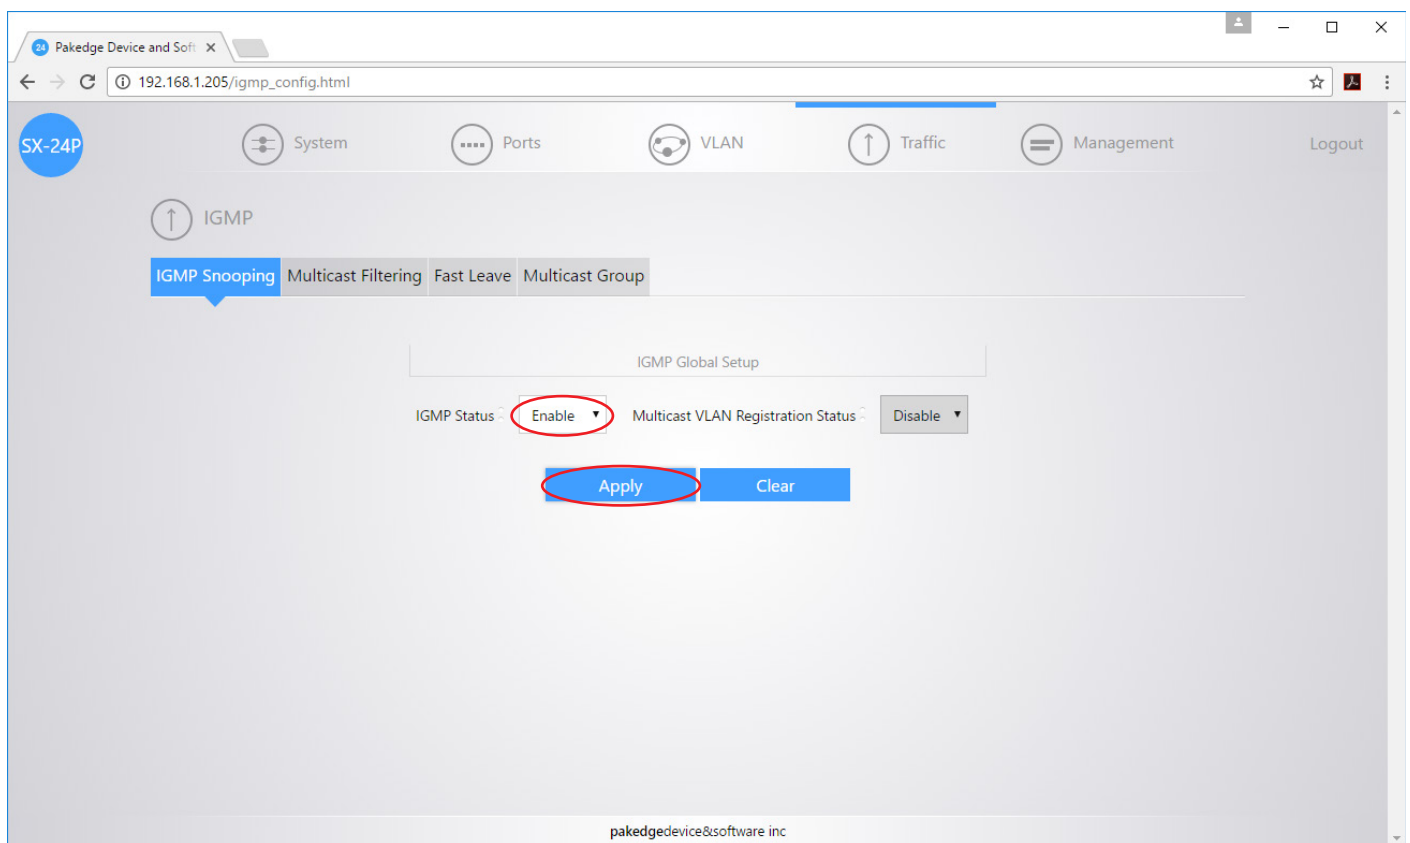 24 Pakedge Device and Soft
192.168.1.205/igmp_config.html
SX-24P System Ports VLAN Traffic Management Logout
IGMP
IGMP Snooping Multicast Filtering Fast Leave Multicast Group
IGMP Global Setup
IGMP Status Enable Multicast VLAN Registration Status Disable
Apply Clear
pakedgedevice&software inc